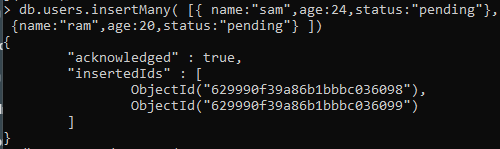 > db.users.insertMany( [{ name:"sam",age:24,status:"pending"},
{name:"ram",age:20,status:"pending"} ])
{
        "acknowledged" : true,
        "insertedIds" : [
                ObjectId("629990f39a86b1bbbc036098"),
                ObjectId("629990f39a86b1bbbc036099")
        ]
}